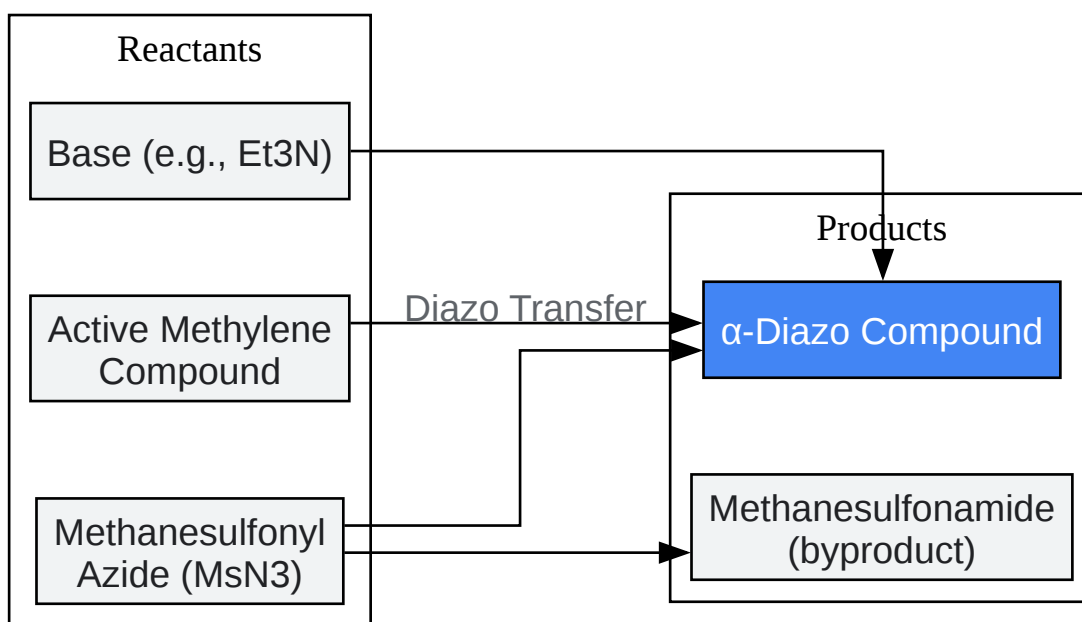 Reactants
Base (e.g., Et3N)
Active Methylene
Compound
Methanesulfonyl
Azide (MsN3)
Diazo Transfer
Products
α-Diazo Compound
Methanesulfonamide
(byproduct)